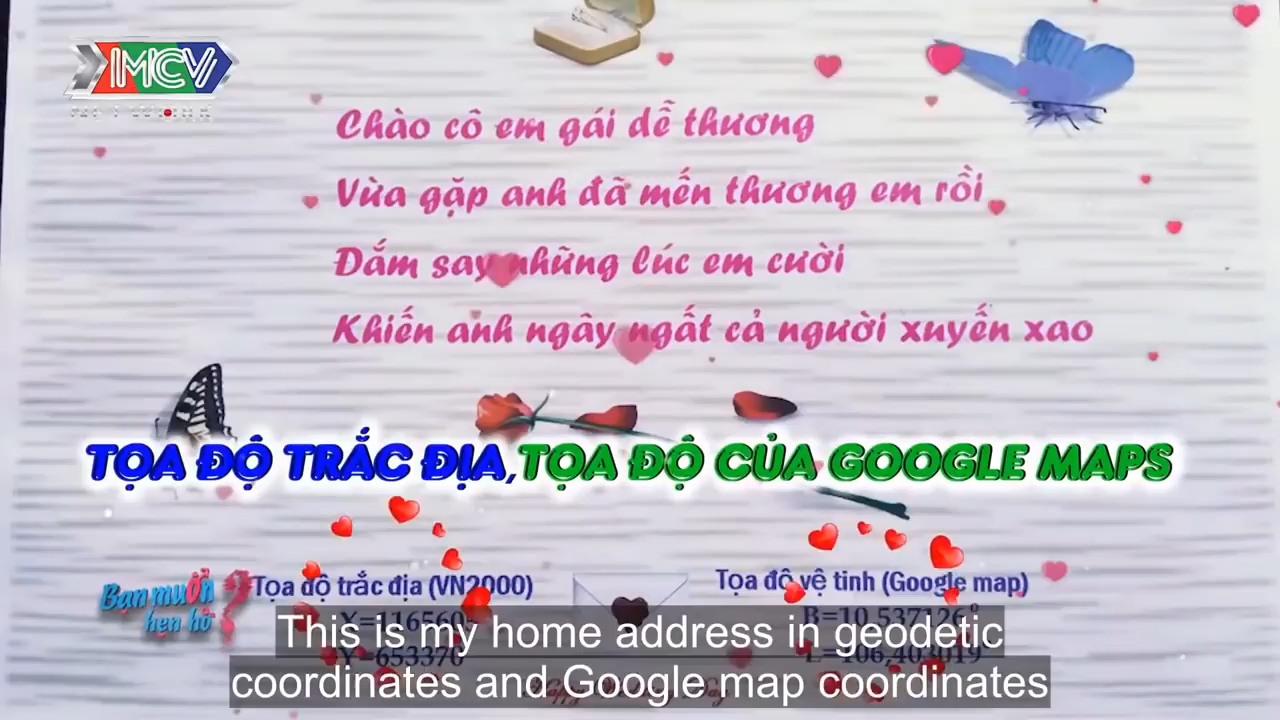 MCV
Chào cô em gái dễ thương
Vừa gặp anh đã mến thương em rồi
Đắm say những lúc em cười
Khiến anh ngây ngất cả người xuyến xao
TỌA ĐỘ TRẮC ĐỊA,TỌA ĐỘ CỦA GOOGLE MAPS
Bạn muốn hẹn hò ?
Tọa độ trắc địa (VN2000)
Tọa độ vệ tinh (Google map)
This is my home address in geodetic
coordinates and Google map coordinates